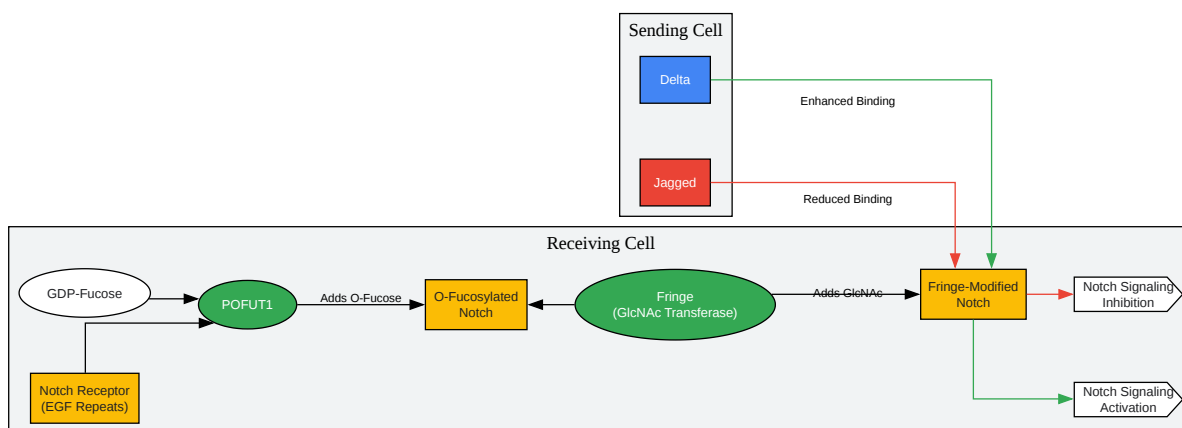 Sending Cell
Delta
Enhanced Binding
Jagged
Reduced Binding
Receiving Cell
GDP-Fucose
POFUT1
Adds O-Fucose
O-Fucosylated
Notch
Fringe
(GlcNAc Transferase)
Adds GlcNAc
Fringe-Modified
Notch
Notch Signaling
Inhibition
Notch Receptor
(EGF Repeats)
Notch Signaling
Activation